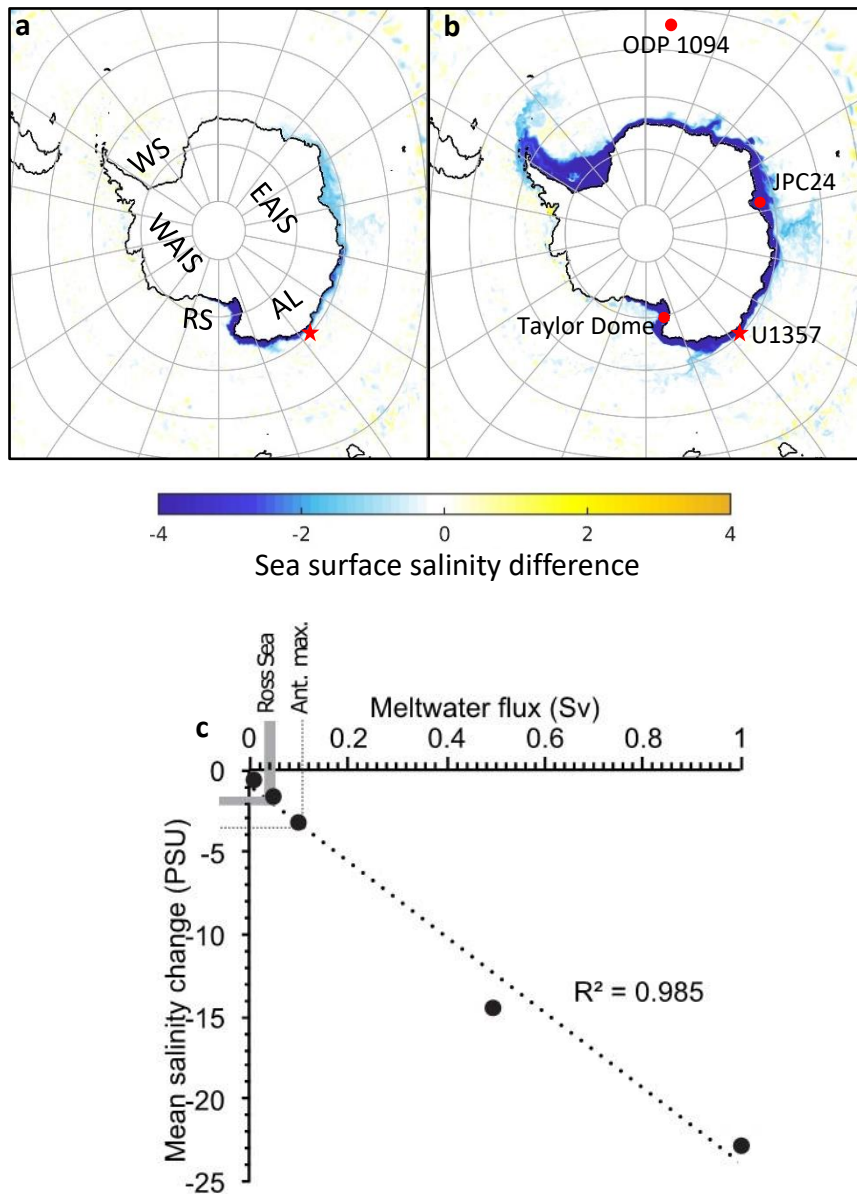 a
WS
WAIS
EAIS
RS
AL
b
ODP 1094
JPC24
Taylor Dome
U1357
-4 -2 0 2 4
Sea surface salinity difference
c
Ross Sea
Ant. max.
Meltwater flux (Sv)
0 0.2 0.4 0.6 0.8 1
Mean salinity change (PSU)
0
-5
-10
-15
-20
-25
R² = 0.985